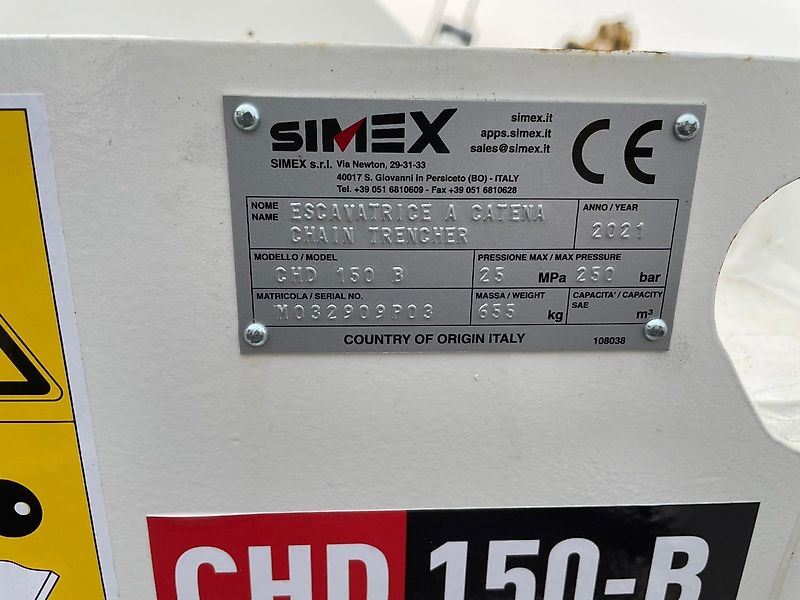 SIMEX
simex.it
apps.simex.it
sales@simex.it
CE
SIMEX s.r.l. Via Newton, 29-31-33
40017 S. Giovanni in Persiceto (BO) - ITALY
Tel. +39 051 6810609 - Fax +39 051 6810628
NOME ESCAVATRICE A CATENA
NAME CHAIN TRENCHER
ANNO / YEAR
2021
MODELLO / MODEL
CHD 150 B
PRESSIONE MAX / MAX PRESSURE
25 MPa 250 bar
MATRICOLA / SERIAL NO.
M032909P03
MASSA / WEIGHT
655 kg
CAPACITA' / CAPACITY
SAE m³
COUNTRY OF ORIGIN ITALY
108038
CHD 150-B